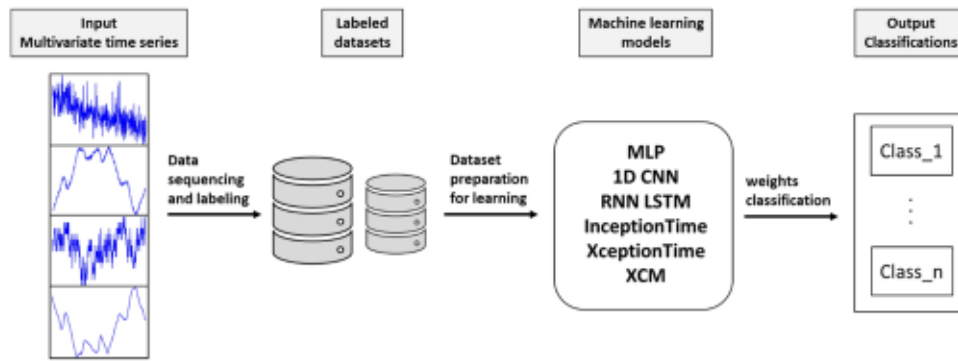 Input
Multivariate time series
Labeled
datasets
Machine learning
models
Output
Classifications
Data
sequencing
and labeling
Dataset
preparation
for learning
MLP
1D CNN
RNN LSTM
InceptionTime
XceptionTime
XCM
weights
classification
Class_1
⋮
Class_n